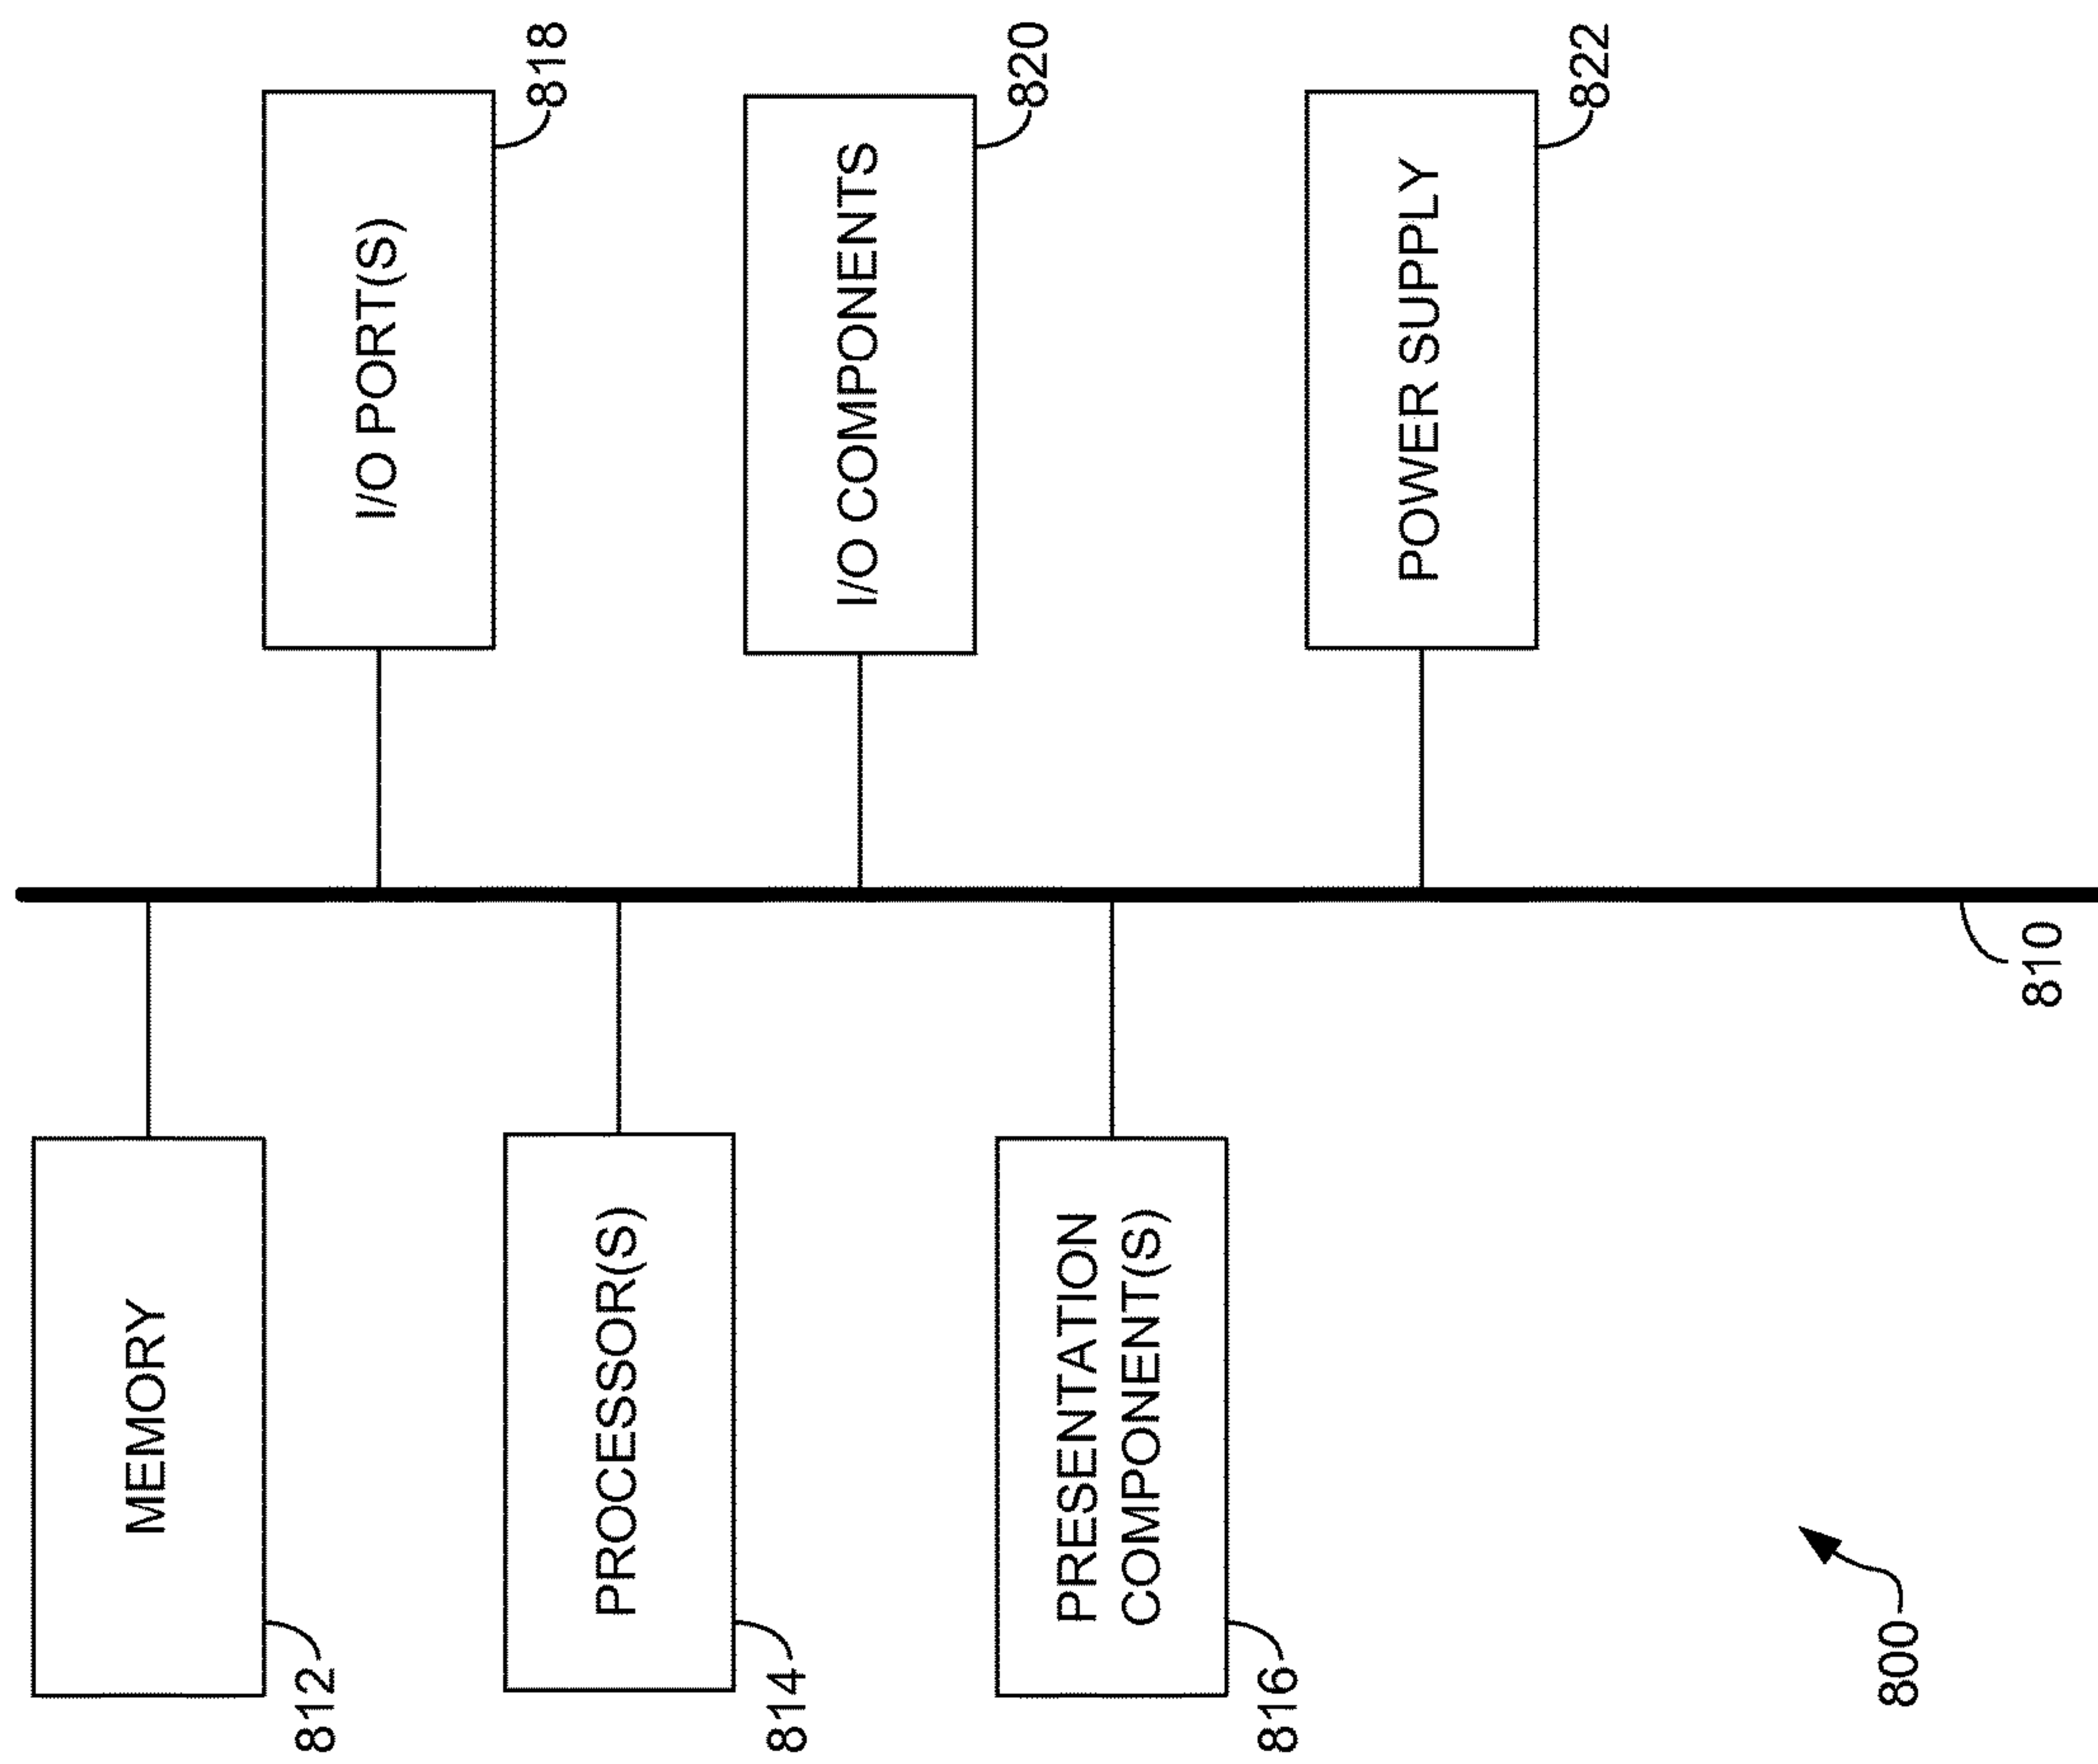 MEMORY
812
I/O PORT(S)
818
PROCESSOR(S)
814
I/O COMPONENTS
820
PRESENTATION
COMPONENT(S)
816
POWER SUPPLY
822
810
800